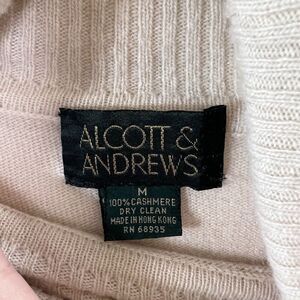 ALCOTT &
ANDREWS
M
100% CASHMERE
DRY CLEAN
MADE IN HONG KONG
RN 68935